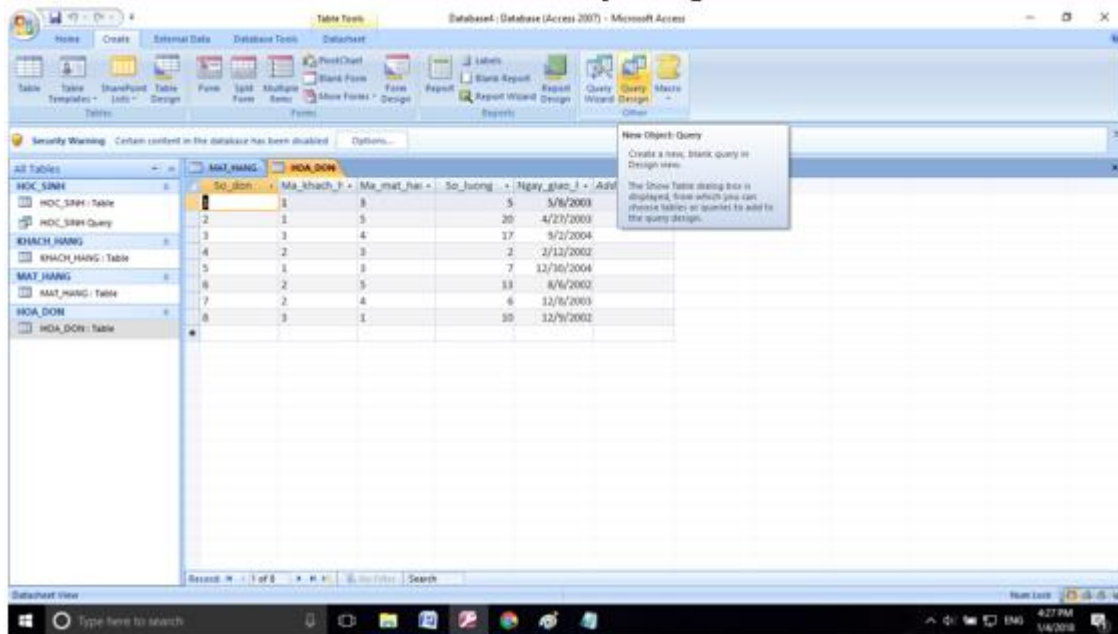 Table Tools Database4 : Database (Access 2007) - Microsoft Access
Home Create External Data Database Tools Datasheet
PivotChart Labels
Blank Form Blank Report
More Forms Report Wizard
Table Table Templates SharePoint Lists Table Design Form Split Form Multiple Items Form Design Report Report Design Query Wizard Query Design Macro
Tables Forms Reports Other
Security Warning Certain content in the database has been disabled Options...
New Object: Query
Create a new, blank query in
Design view.
The Show Table dialog box is
displayed, from which you can
choose tables or queries to add to
the query design.
All Tables MAT_HANG HOA_DON
HOC_SINH
HOC_SINH : Table
HOC_SINH Query
KHACH_HANG
KHACH_HANG : Table
MAT_HANG
MAT_HANG : Table
HOA_DON
HOA_DON : Table
So_don Ma_khach_h Ma_mat_han So_luong Ngay_giao_h Add
1 1 3 5 5/8/2003
2 1 5 20 4/27/2003
3 3 4 17 9/2/2004
4 2 3 2 2/12/2002
5 1 3 7 12/30/2004
6 2 5 13 8/6/2002
7 2 4 6 12/8/2003
8 3 1 50 12/9/2002
Record: 1 of 8 No Filter Search
Datasheet View Num Lock
Type here to search ENG 4:27 PM
5/4/2018